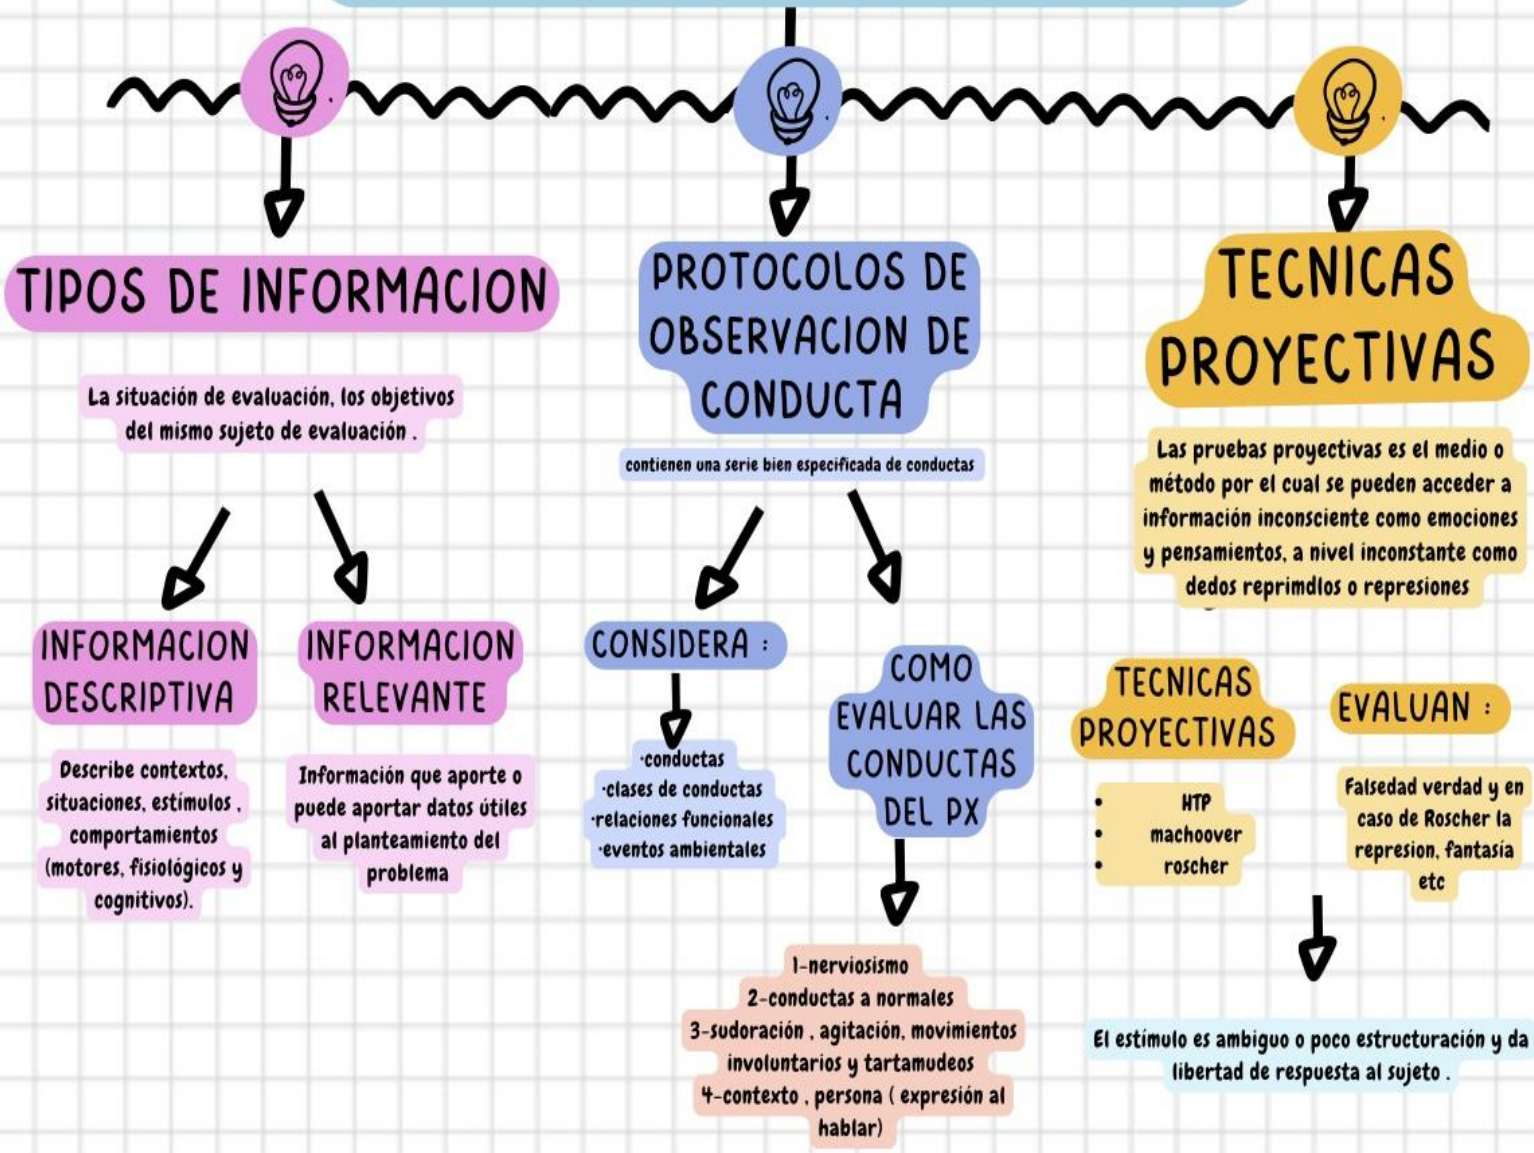 TIPOS DE INFORMACION
La situación de evaluación, los objetivos
del mismo sujeto de evaluación .
INFORMACION
DESCRIPTIVA
Describe contextos,
situaciones, estímulos ,
comportamientos
(motores, fisiológicos y
cognitivos).
INFORMACION
RELEVANTE
Información que aporte o
puede aportar datos útiles
al planteamiento del
problema
PROTOCOLOS DE
OBSERVACION DE
CONDUCTA
contienen una serie bien especificada de conductas
CONSIDERA :
·conductas
·clases de conductas
·relaciones funcionales
·eventos ambientales
COMO
EVALUAR LAS
CONDUCTAS
DEL PX
1-nerviosismo
2-conductas a normales
3-sudoración , agitación, movimientos
involuntarios y tartamudeos
4-contexto , persona ( expresión al
hablar)
TECNICAS
PROYECTIVAS
Las pruebas proyectivas es el medio o
método por el cual se pueden acceder a
información inconsciente como emociones
y pensamientos, a nivel inconstante como
dedos reprimdlos o represiones
TECNICAS
PROYECTIVAS
• HTP
• machoover
• roscher
EVALUAN :
Falsedad verdad y en
caso de Roscher la
represion, fantasía
etc
El estímulo es ambiguo o poco estructuración y da
libertad de respuesta al sujeto .